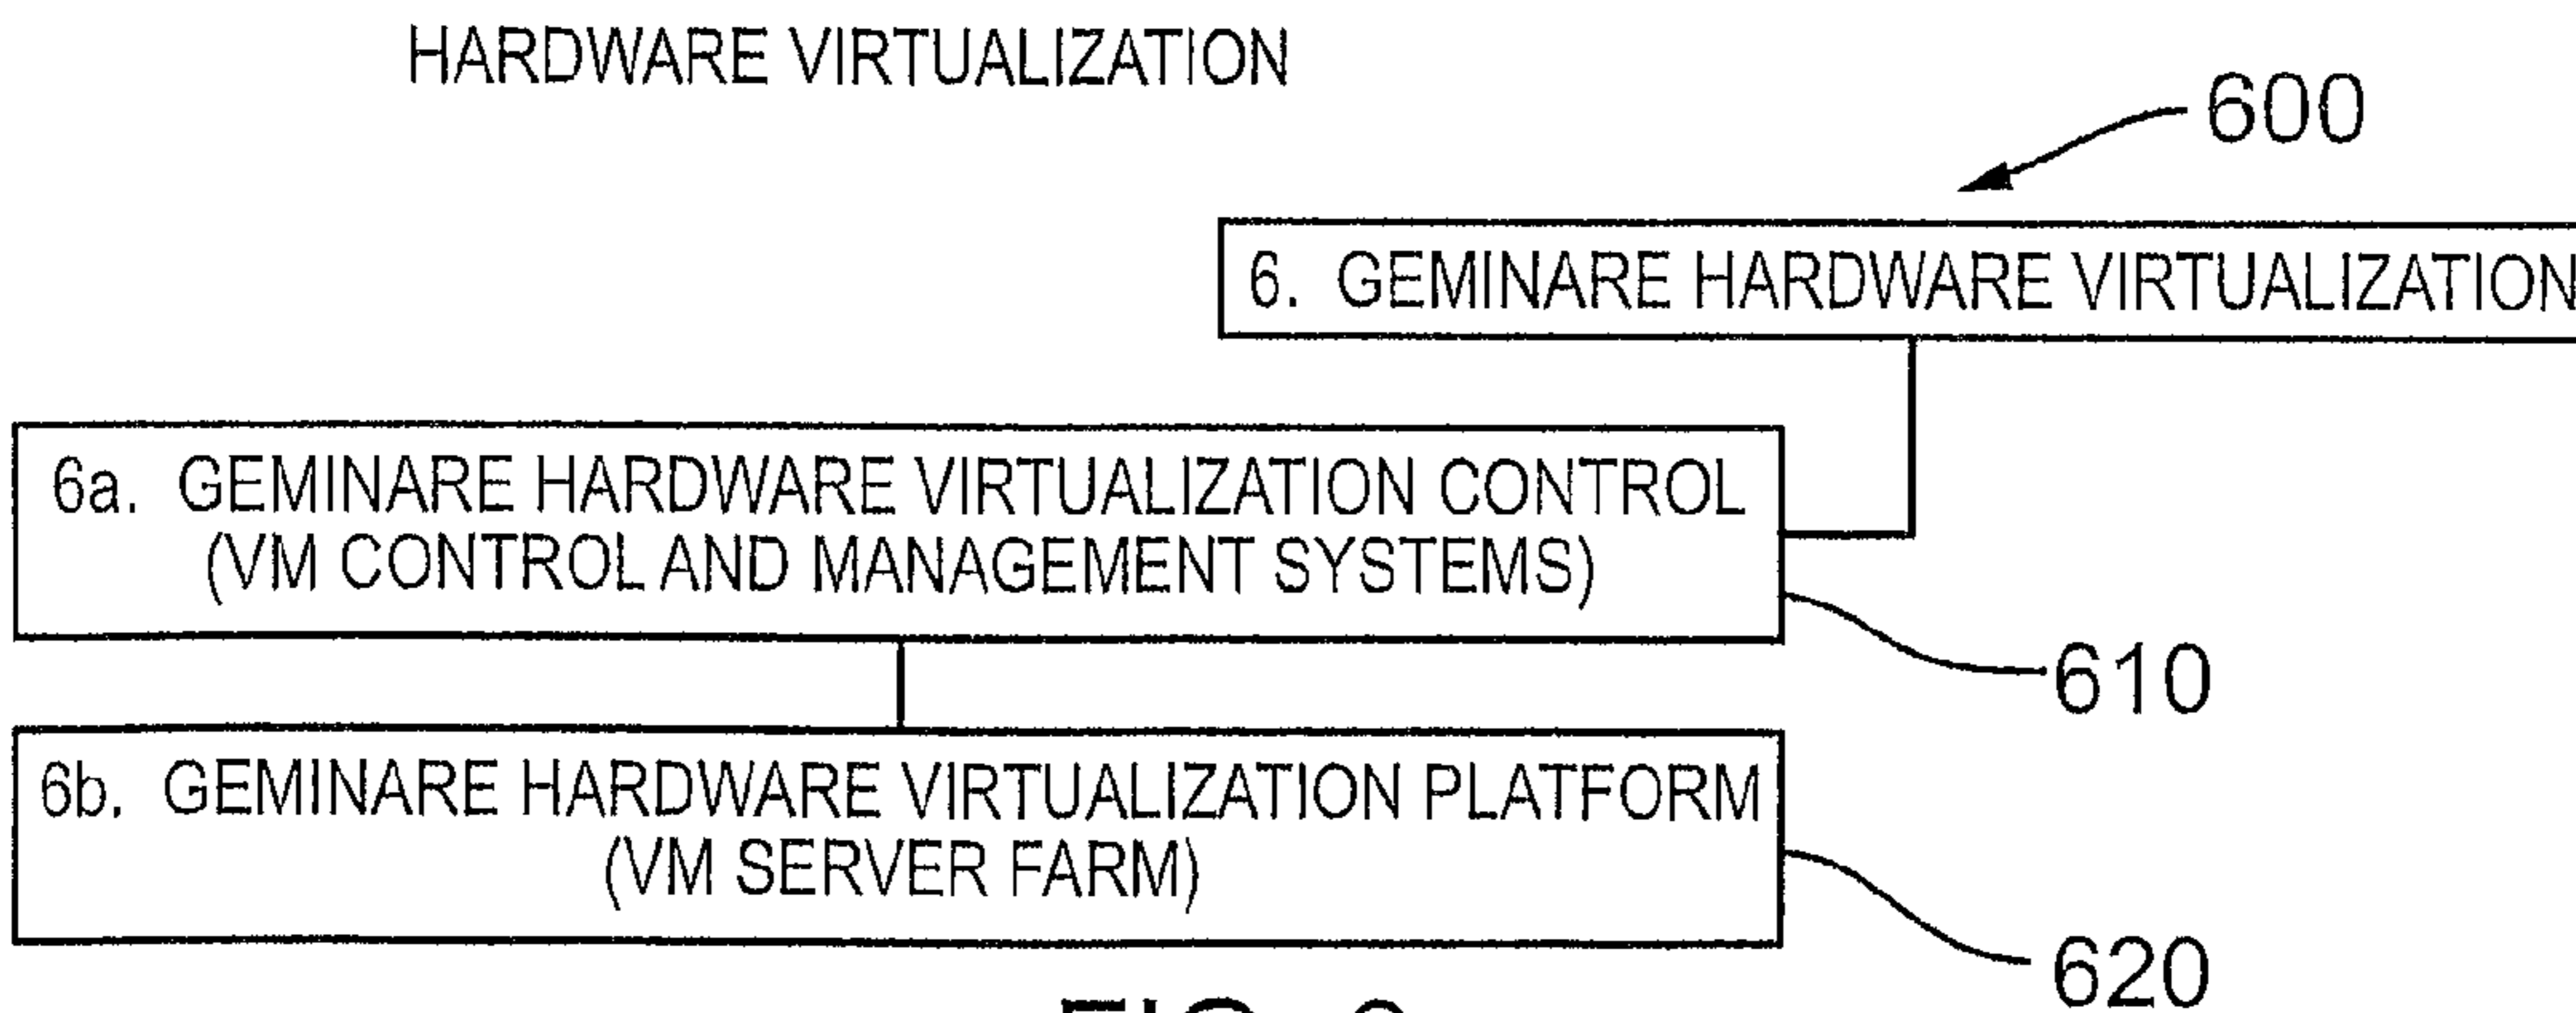 HARDWARE VIRTUALIZATION
600
6. GEMINARE HARDWARE VIRTUALIZATION
6a. GEMINARE HARDWARE VIRTUALIZATION CONTROL
(VM CONTROL AND MANAGEMENT SYSTEMS)
610
6b. GEMINARE HARDWARE VIRTUALIZATION PLATFORM
(VM SERVER FARM)
620